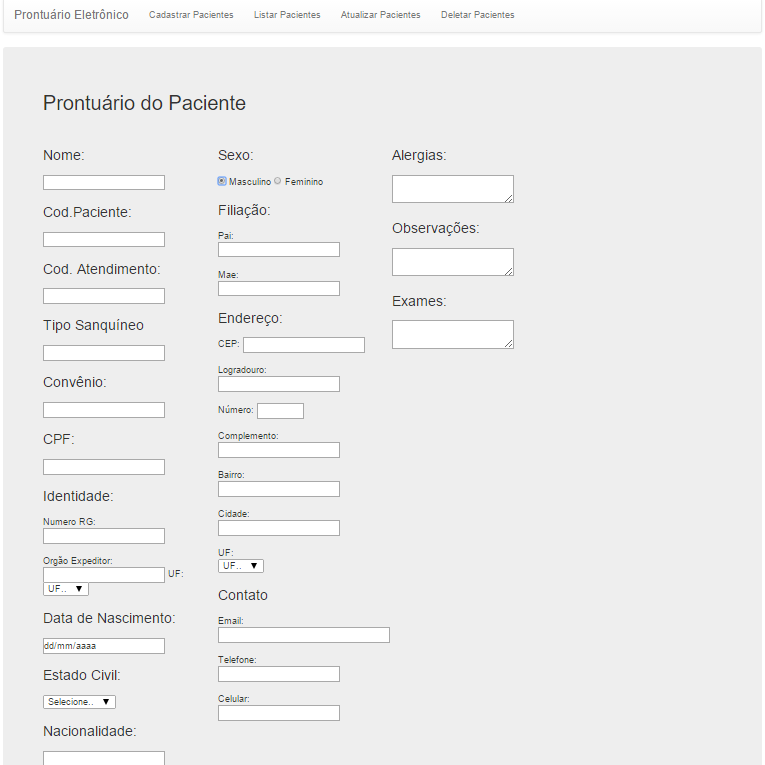 Prontuário Eletrônico Cadastrar Pacientes Listar Pacientes Atualizar Pacientes Deletar Pacientes
Prontuário do Paciente
Nome:
Cod.Paciente:
Cod. Atendimento:
Tipo Sanquíneo
Convênio:
CPF:
Identidade:
Numero RG:
Orgão Expeditor:
UF:
UF..
Data de Nascimento:
dd/mm/aaaa
Estado Civil:
Selecione..
Nacionalidade:
Sexo:
Masculino Feminino
Filiação:
Pai:
Mae:
Endereço:
CEP:
Logradouro:
Número:
Complemento:
Bairro:
Cidade:
UF:
UF..
Contato
Email:
Telefone:
Celular:
Alergias:
Observações:
Exames: